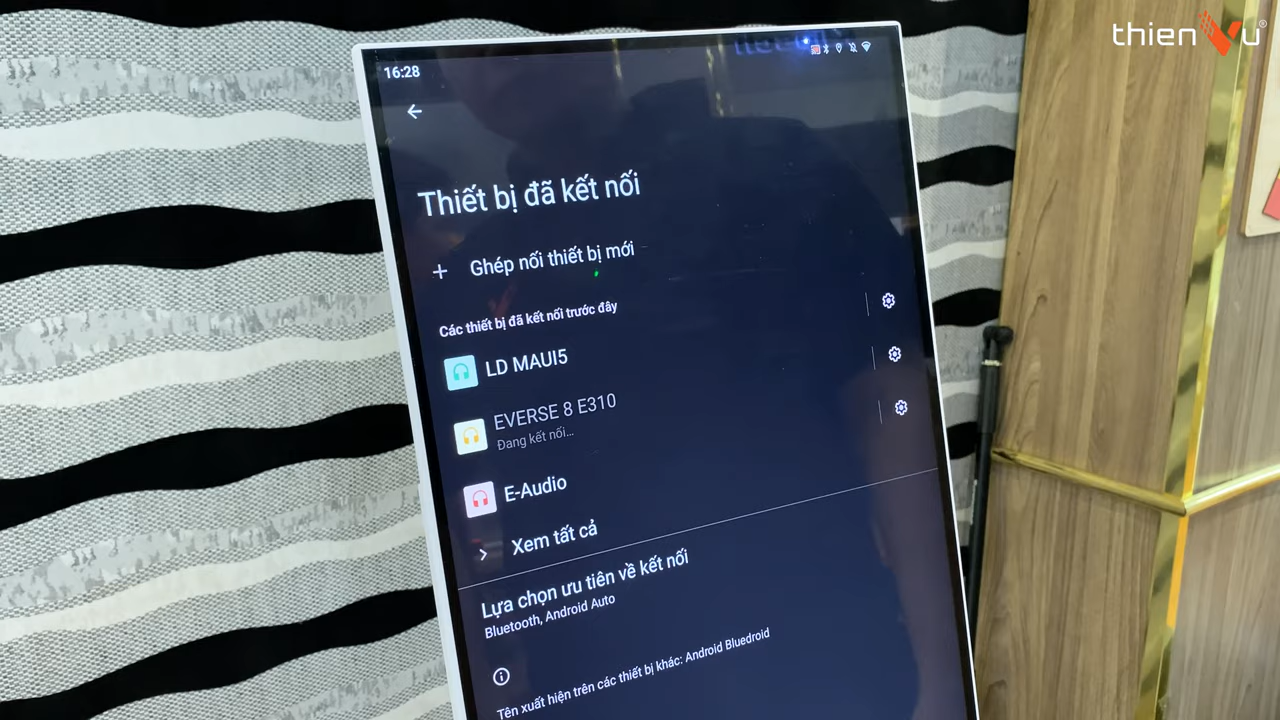 thienVu®
16:28
Thiết bị đã kết nối
+ Ghép nối thiết bị mới
Các thiết bị đã kết nối trước đây
LD MAUI5
EVERSE 8 E310
Đang kết nối...
E-Audio
Xem tất cả
Lựa chọn ưu tiên về kết nối
Bluetooth, Android Auto
Tên xuất hiện trên các thiết bị khác: Android Bluedroid